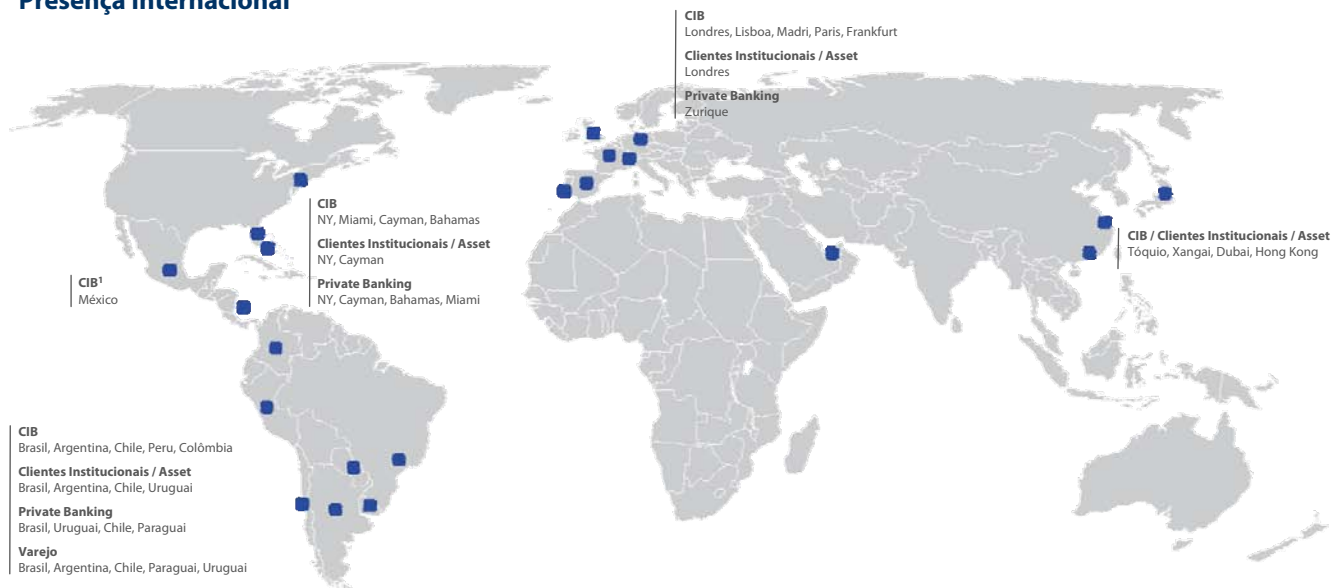 Presença Internacional
CIB
Londres, Lisboa, Madri, Paris, Frankfurt
Clientes Institucionais / Asset
Londres
Private Banking
Zurique
CIB
NY, Miami, Cayman, Bahamas
Clientes Institucionais / Asset
NY, Cayman
Private Banking
NY, Cayman, Bahamas, Miami
CIB / Clientes Institucionais / Asset
Tóquio, Xangai, Dubai, Hong Kong
CIB¹
México
CIB
Brasil, Argentina, Chile, Peru, Colômbia
Clientes Institucionais / Asset
Brasil, Argentina, Chile, Uruguai
Private Banking
Brasil, Uruguai, Chile, Paraguai
Varejo
Brasil, Argentina, Chile, Paraguai, Uruguai